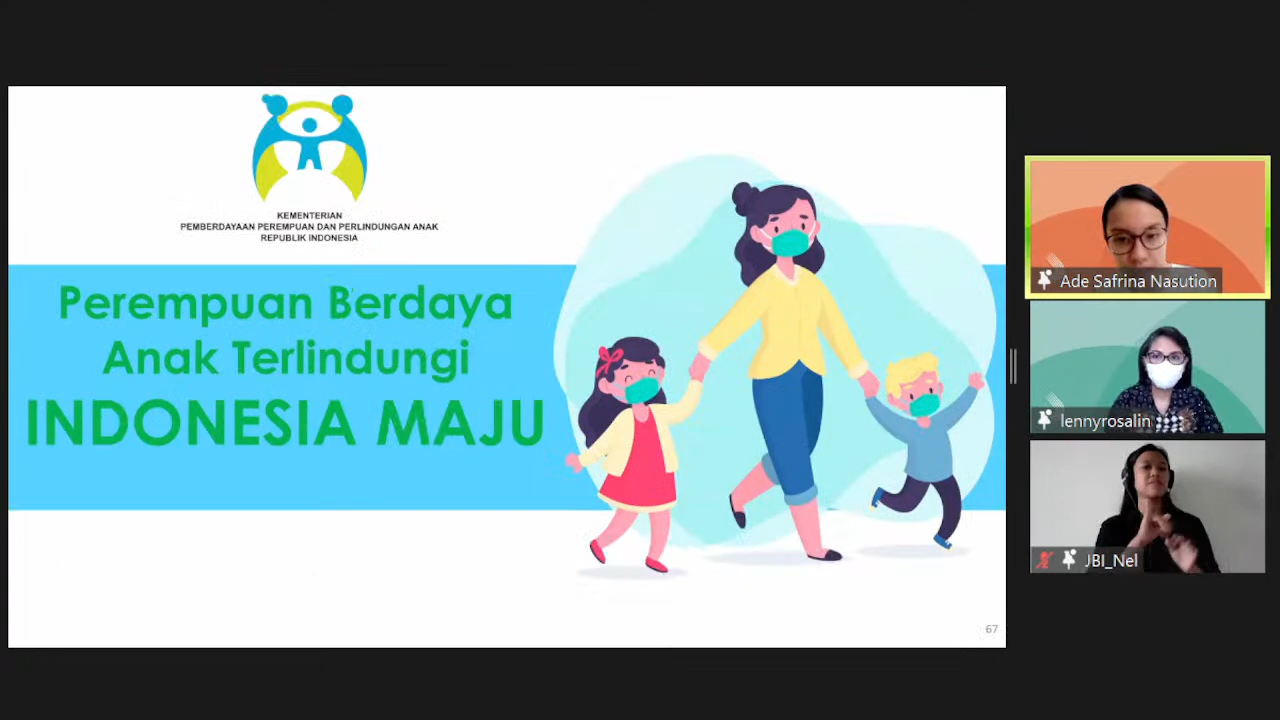 KEMENTERIAN
PEMBERDAYAAN PEREMPUAN DAN PERLINDUNGAN ANAK
REPUBLIK INDONESIA
Perempuan Berdaya
Anak Terlindungi
INDONESIA MAJU
67
Ade Safrina Nasution
lennyrosalin
JBI_Nel